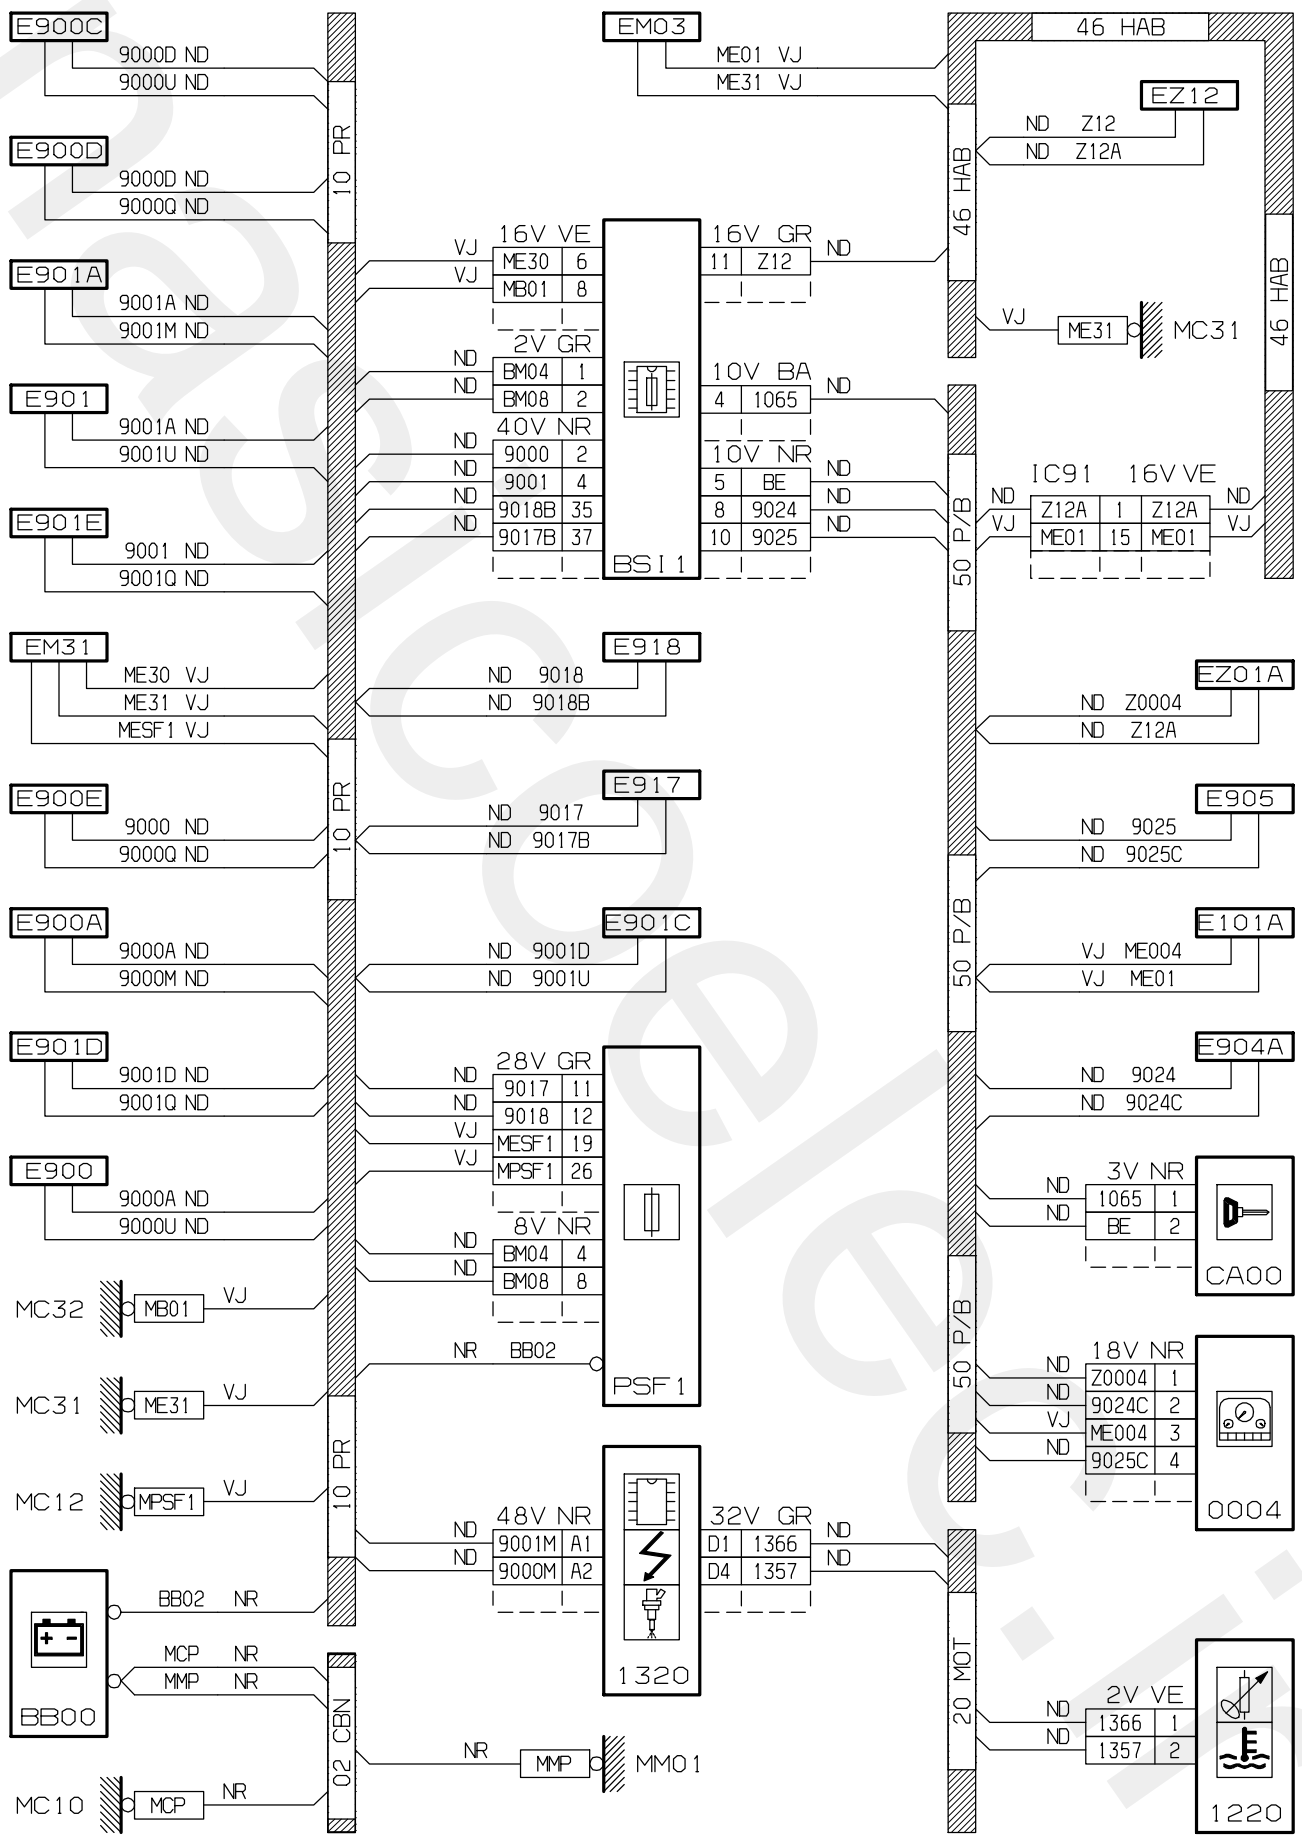 E900C
9000D ND
9000U ND
E900D
9000D ND
9000Q ND
E901A
9001A ND
9001M ND
E901
9001A ND
9001U ND
E901E
9001 ND
9001Q ND
EM31
ME30 VJ
ME31 VJ
MESF1 VJ
E900E
9000 ND
9000Q ND
E900A
9000A ND
9000M ND
E901D
9001D ND
9001Q ND
E900
9000A ND
9000U ND
MC32 MB01 VJ
MC31 ME31 VJ
MC12 MPSF1 VJ
BB02 NR
MCP NR
MMP NR
BB00
MC10 MCP NR
10 PR
10 PR
10 PR
02 CBN
EM03
ME01 VJ
ME31 VJ
16V VE
VJ ME30 6
VJ MB01 8
2V GR
ND BM04 1
ND BM08 2
40V NR
ND 9000 2
ND 9001 4
ND 9018B 35
ND 9017B 37
BSI1
16V GR
11 Z12 ND
10V BA
4 1065 ND
10V NR
5 BE ND
8 9024 ND
10 9025 ND
E918
ND 9018
ND 9018B
E917
ND 9017
ND 9017B
E901C
ND 9001D
ND 9001U
28V GR
ND 9017 11
ND 9018 12
VJ MESF1 19
VJ MPSF1 26
8V NR
ND BM04 4
ND BM08 8
NR BB02
PSF1
48V NR
ND 9001M A1
ND 9000M A2
32V GR
D1 1366 ND
D4 1357 ND
1320
NR MMP MM01
46 HAB
46 HAB
46 HAB
EZ12
ND Z12
ND Z12A
VJ ME31 MC31
50 P/B
50 P/B
50 P/B
20 MOT
IC91 16V VE
ND Z12A 1 Z12A ND
VJ ME01 15 ME01 VJ
EZ01A
ND Z0004
ND Z12A
E905
ND 9025
ND 9025C
E101A
VJ ME004
VJ ME01
E904A
ND 9024
ND 9024C
3V NR
ND 1065 1
ND BE 2
CA00
18V NR
ND Z0004 1
ND 9024C 2
VJ ME004 3
ND 9025C 4
0004
2V VE
ND 1366 1
ND 1357 2
1220